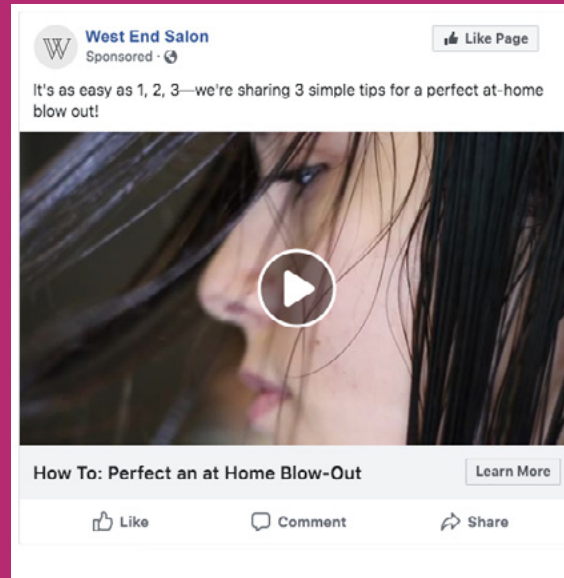 W
West End Salon
Sponsored ·
Like Page
It's as easy as 1, 2, 3—we're sharing 3 simple tips for a perfect at-home
blow out!
How To: Perfect an at Home Blow-Out
Learn More
Like
Comment
Share